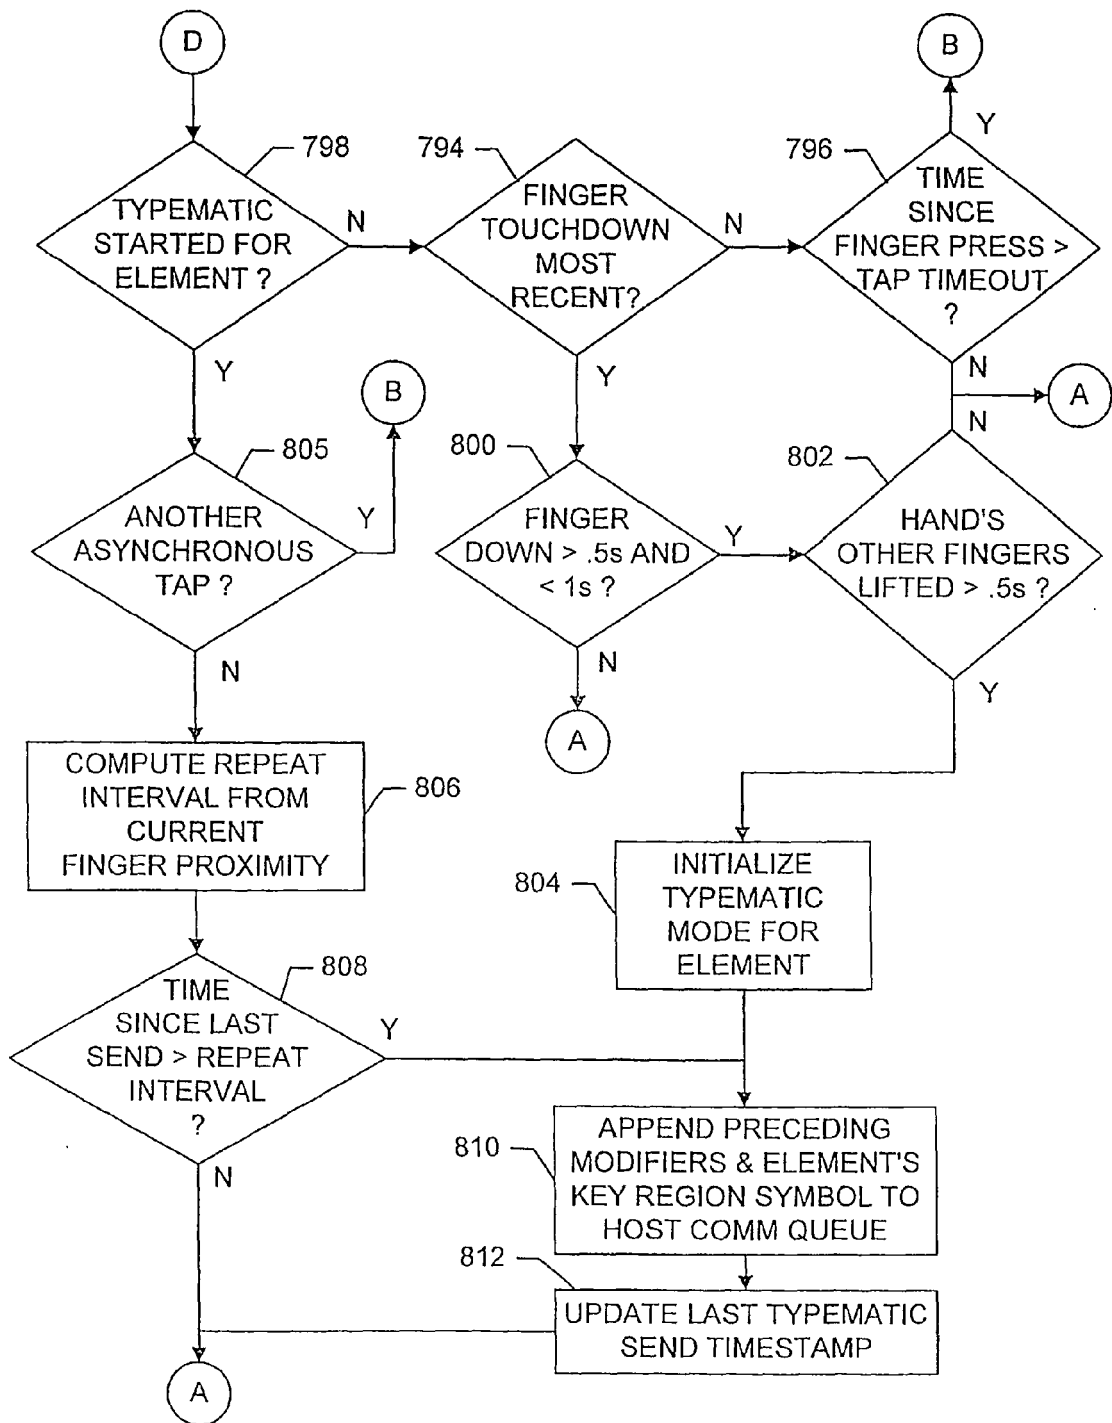 D
B
798
794
796
TYPEMATIC
STARTED FOR
ELEMENT ?
N
Y
FINGER
TOUCHDOWN
MOST
RECENT?
N
Y
TIME
SINCE
FINGER PRESS >
TAP TIMEOUT
?
Y
N
B
A
805
800
802
ANOTHER
ASYNCHRONOUS
TAP ?
Y
N
FINGER
DOWN > .5s AND
< 1s ?
Y
N
N
HAND'S
OTHER FINGERS
LIFTED > .5s ?
Y
A
COMPUTE REPEAT
INTERVAL FROM
CURRENT
FINGER PROXIMITY
806
804
INITIALIZE
TYPEMATIC
MODE FOR
ELEMENT
808
TIME
SINCE LAST
SEND > REPEAT
INTERVAL
?
Y
N
810
APPEND PRECEDING
MODIFIERS & ELEMENT'S
KEY REGION SYMBOL TO
HOST COMM QUEUE
812
UPDATE LAST TYPEMATIC
SEND TIMESTAMP
A